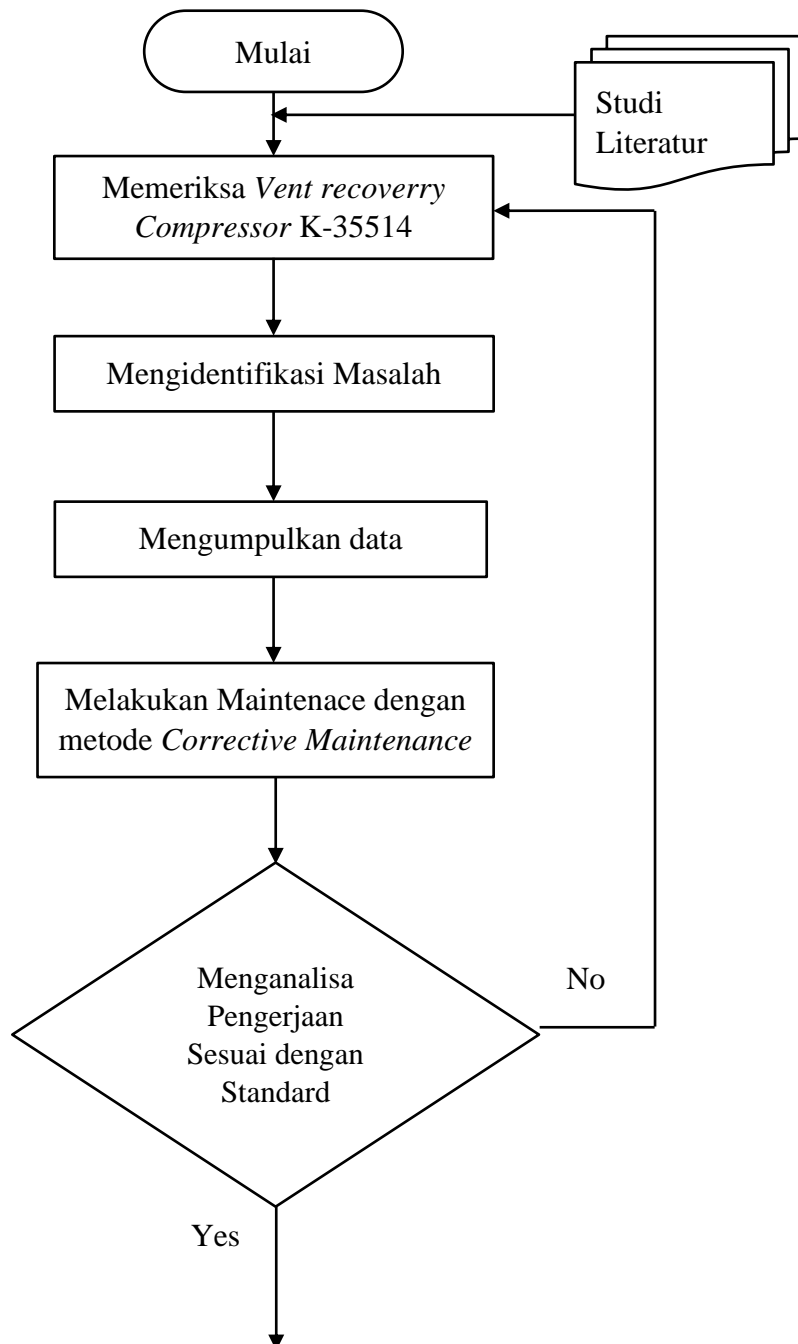 Mulai
Studi
Literatur
Memeriksa Vent recoverry
Compressor K-35514
Mengidentifikasi Masalah
Mengumpulkan data
Melakukan Maintenace dengan
metode Corrective Maintenance
Menganalisa
Pengerjaan
Sesuai dengan
Standard
No
Yes